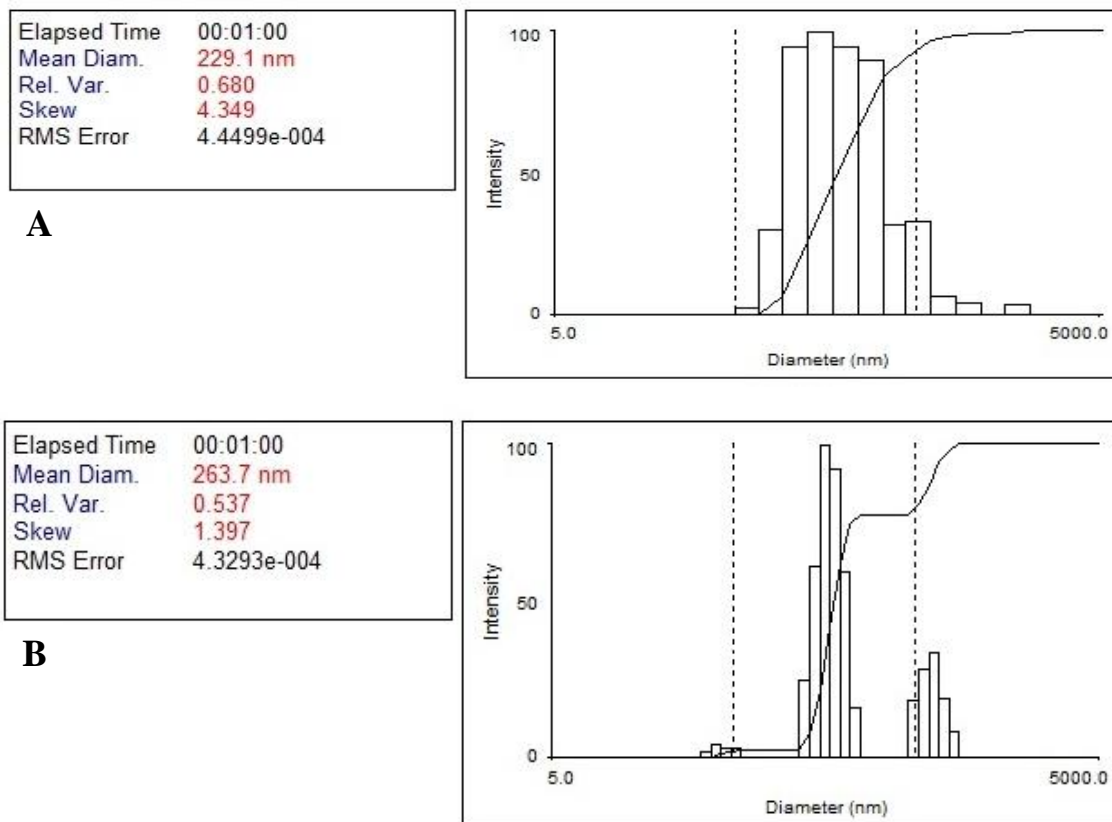 Elapsed Time 00:01:00
Mean Diam. 229.1 nm
Rel. Var. 0.680
Skew 4.349
RMS Error 4.4499e-004
A
100
50
0
Intensity
5.0 5000.0
Diameter (nm)
Elapsed Time 00:01:00
Mean Diam. 263.7 nm
Rel. Var. 0.537
Skew 1.397
RMS Error 4.3293e-004
B
100
50
0
Intensity
5.0 5000.0
Diameter (nm)